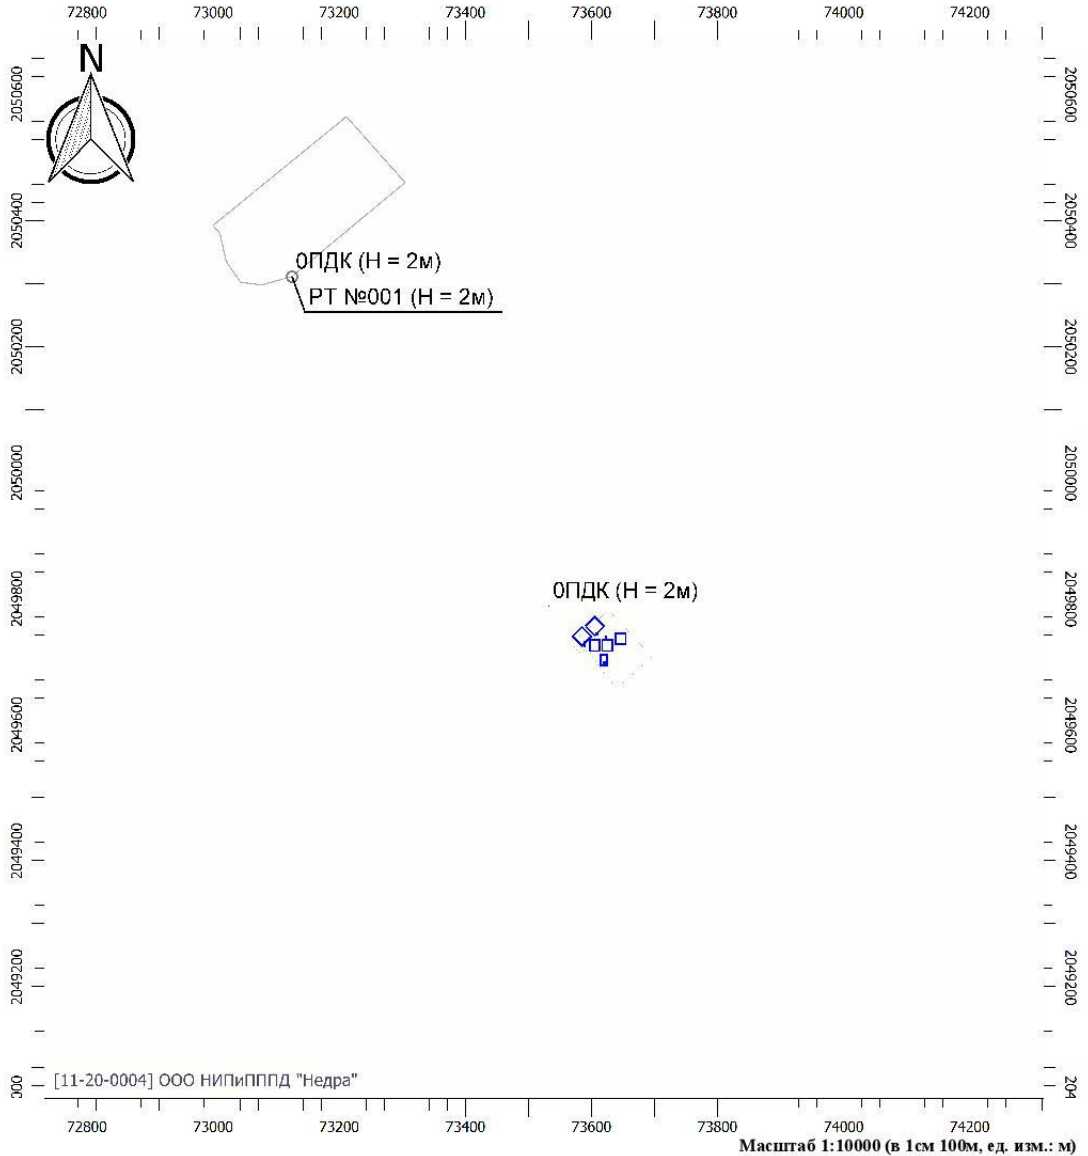 72800 73000 73200 73400 73600 73800 74000 74200
N
2050600 2050600
2050400 2050400
0ПДК (Н = 2м)
РТ №001 (Н = 2м)
2050200 2050200
2050000 2050000
0ПДК (Н = 2м)
2049800 2049800
2049600 2049600
2049400 2049400
2049200 2049200
[11-20-0004] ООО НИПиПППД "Недра"
000 204
72800 73000 73200 73400 73600 73800 74000 74200
Масштаб 1:10000 (в 1см 100м, ед. изм.: м)